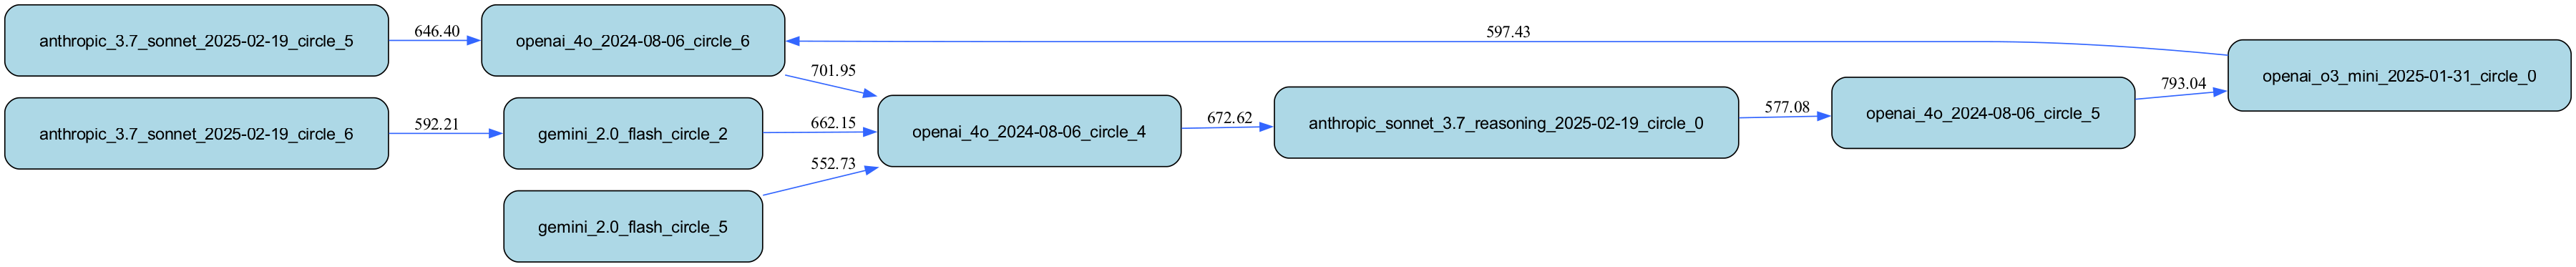 anthropic_3.7_sonnet_2025-02-19_circle_5
646.40
openai_4o_2024-08-06_circle_6
597.43
openai_o3_mini_2025-01-31_circle_0
701.95
anthropic_3.7_sonnet_2025-02-19_circle_6
592.21
gemini_2.0_flash_circle_2
662.15
openai_4o_2024-08-06_circle_4
672.62
anthropic_sonnet_3.7_reasoning_2025-02-19_circle_0
577.08
openai_4o_2024-08-06_circle_5
793.04
552.73
gemini_2.0_flash_circle_5